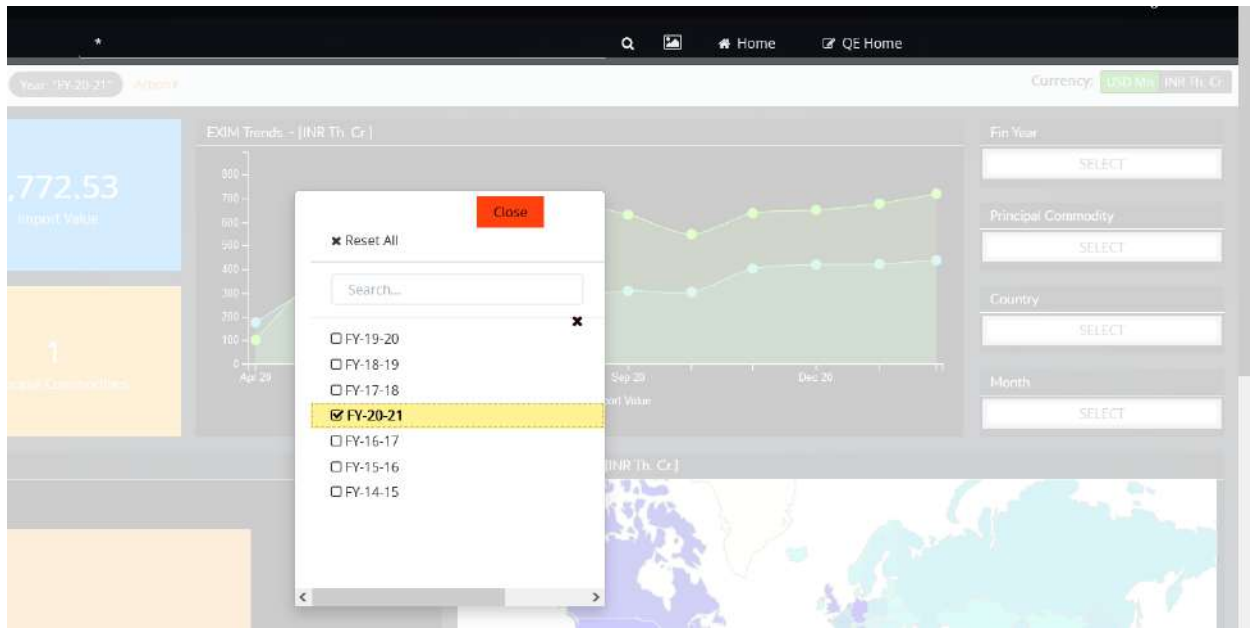 *
Home
QE Home
Year: "FY-20-21"
Action
Currency: USD Mn INR Th. Cr
,772.53
Import Value
1
EXIM Trends - [INR Th. Cr]
800
700
600
500
400
300
200
100
0
Apr 20
Sep 20
Dec 20
Close
Reset All
Search...
FY-19-20
FY-18-19
FY-17-18
FY-20-21
FY-16-17
FY-15-16
FY-14-15
Fin Year
SELECT
Principal Commodity
SELECT
Country
SELECT
Month
SELECT
[INR Th. Cr]